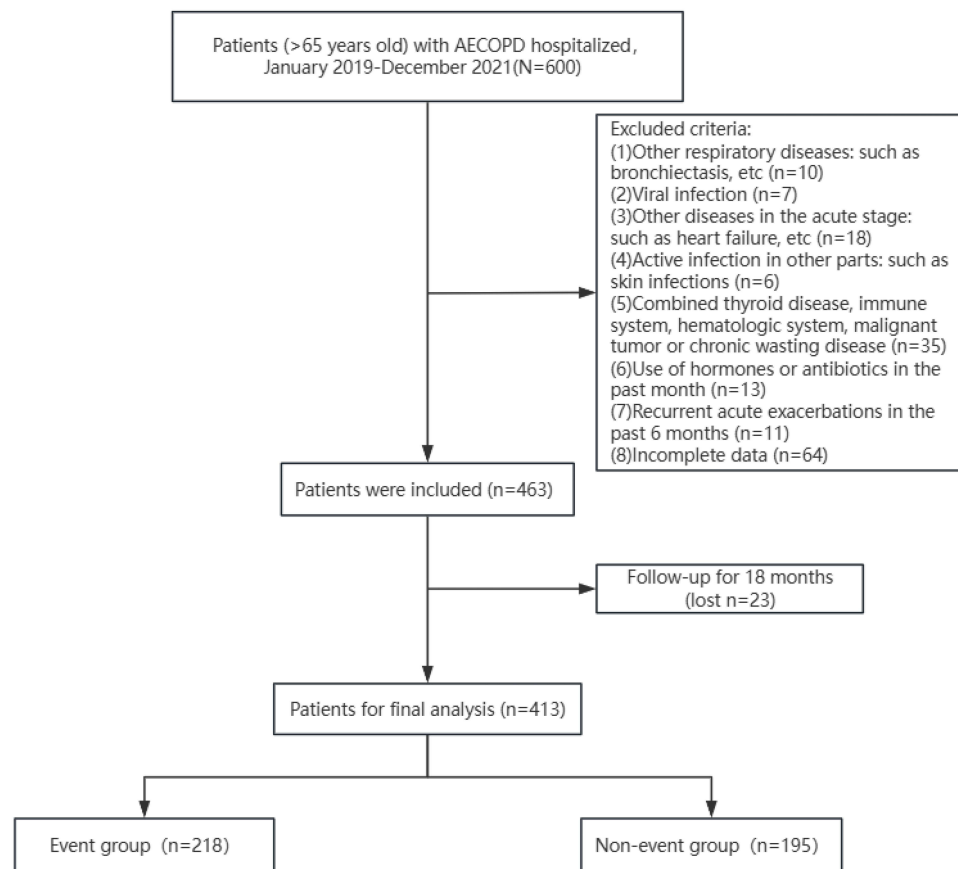 Patients (>65 years old) with AECOPD hospitalized,
January 2019-December 2021(N=600)
Excluded criteria:
(1)Other respiratory diseases: such as
bronchiectasis, etc (n=10)
(2)Viral infection (n=7)
(3)Other diseases in the acute stage:
such as heart failure, etc (n=18)
(4)Active infection in other parts: such as
skin infections (n=6)
(5)Combined thyroid disease, immune
system, hematologic system, malignant
tumor or chronic wasting disease (n=35)
(6)Use of hormones or antibiotics in the
past month (n=13)
(7)Recurrent acute exacerbations in the
past 6 months (n=11)
(8)Incomplete data (n=64)
Patients were included (n=463)
Follow-up for 18 months
(lost n=23)
Patients for final analysis (n=413)
Event group (n=218)
Non-event group (n=195)